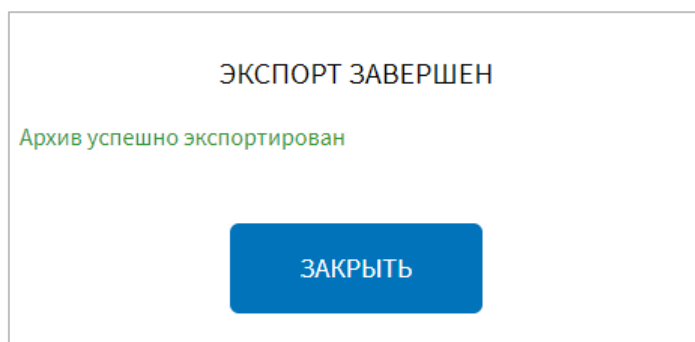 ЭКСПОРТ ЗАВЕРШЕН
Архив успешно экспортирован
ЗАКРЫТЬ